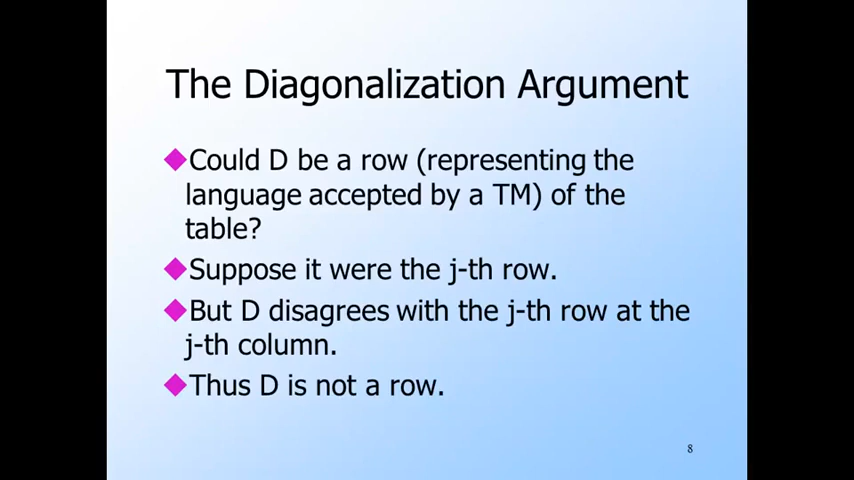 The Diagonalization Argument
Could D be a row (representing the
language accepted by a TM) of the
table?
Suppose it were the j-th row.
But D disagrees with the j-th row at the
j-th column.
Thus D is not a row.
8